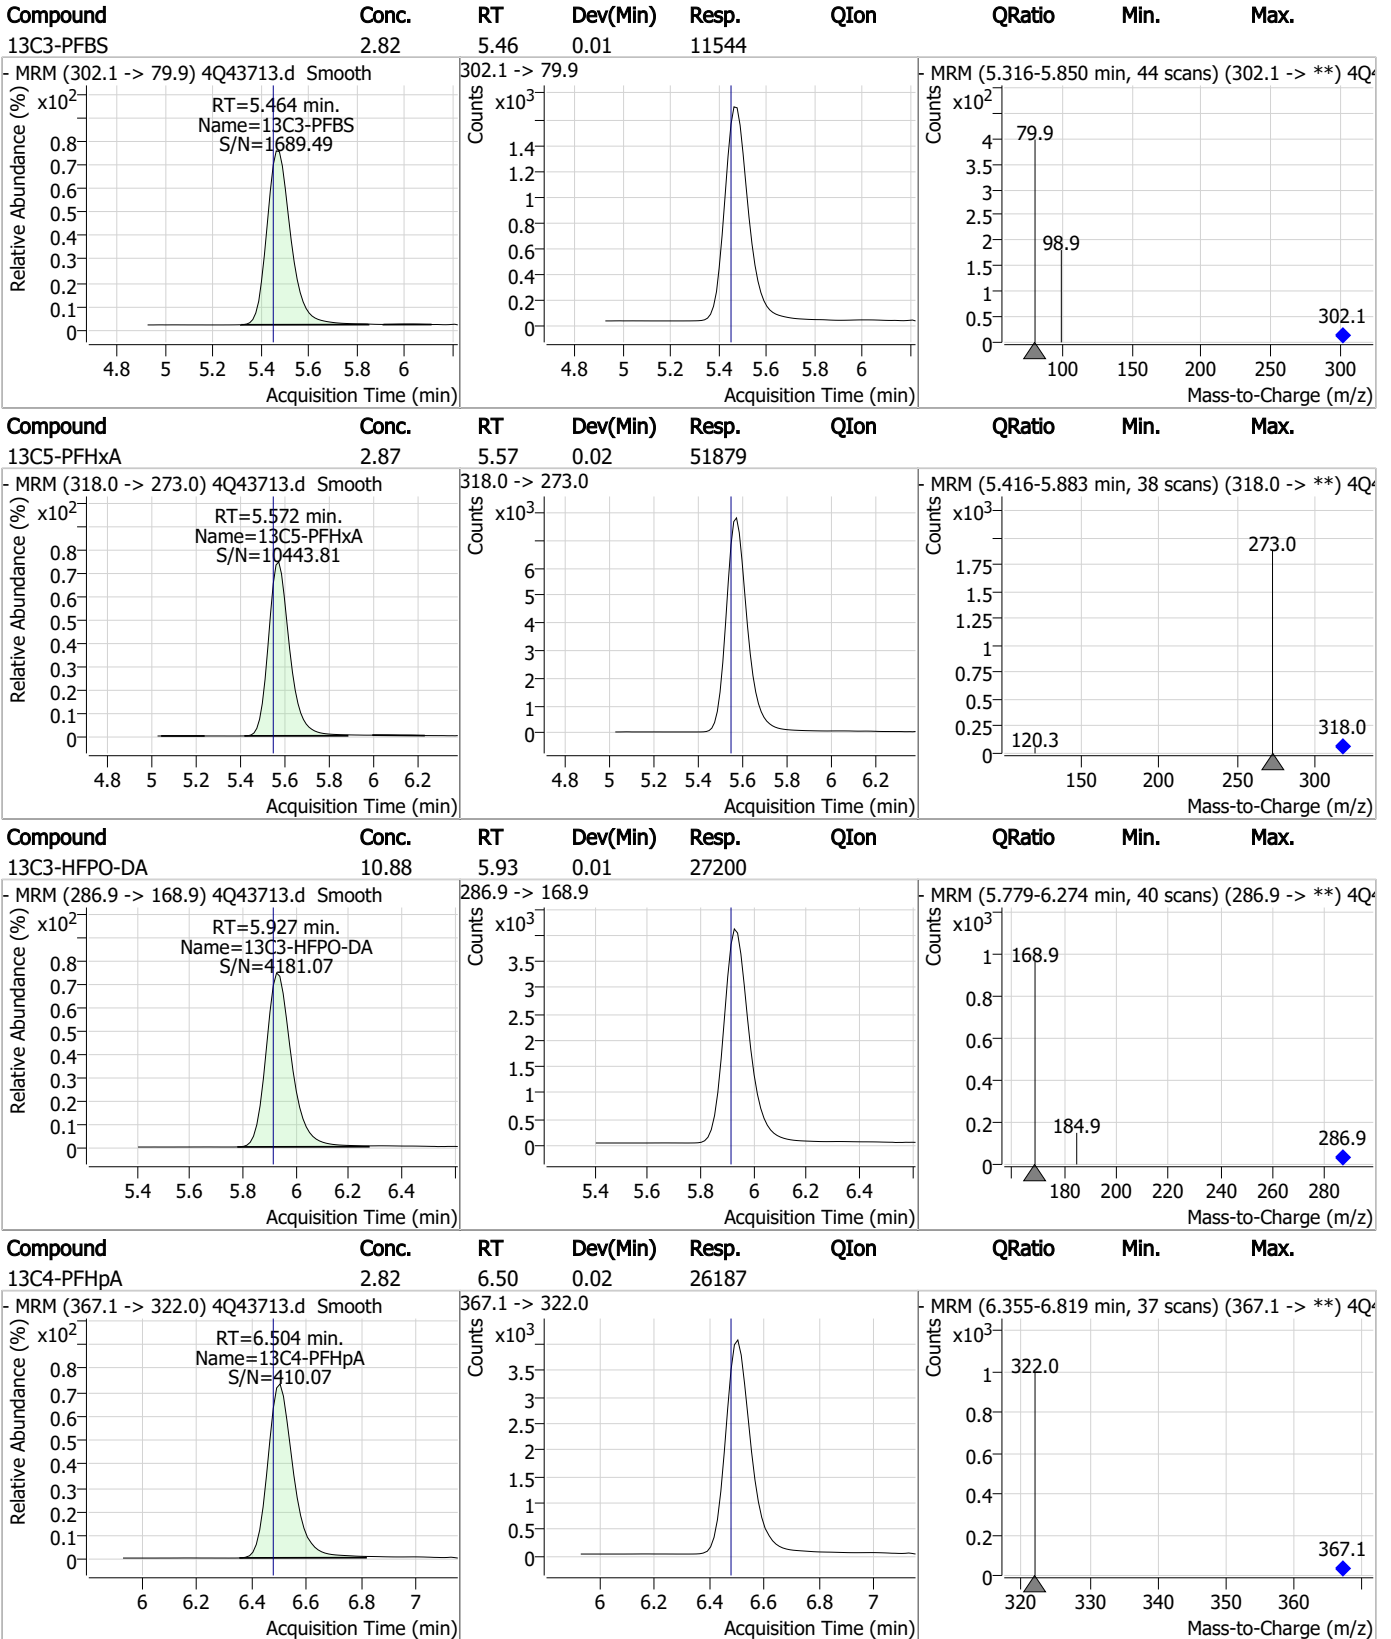 Compound Conc. RT Dev(Min) Resp. QIon QRatio Min. Max.
13C3-PFBS 2.82 5.46 0.01 11544
- MRM (302.1 -> 79.9) 4Q43713.d Smooth
Relative Abundance (%)
x10²
RT=5.464 min.
Name=13C3-PFBS
S/N=1689.49
0.8
0.7
0.6
0.5
0.4
0.3
0.2
0.1
0
4.8 5 5.2 5.4 5.6 5.8 6
Acquisition Time (min)
302.1 -> 79.9
Counts
x10³
1.4
1.2
1
0.8
0.6
0.4
0.2
0
4.8 5 5.2 5.4 5.6 5.8 6
Acquisition Time (min)
- MRM (5.316-5.850 min, 44 scans) (302.1 -> **) 4Q4
Counts
x10²
4
3.5
3
2.5
2
1.5
1
0.5
0
79.9
98.9
302.1
100 150 200 250 300
Mass-to-Charge (m/z)
Compound Conc. RT Dev(Min) Resp. QIon QRatio Min. Max.
13C5-PFHxA 2.87 5.57 0.02 51879
- MRM (318.0 -> 273.0) 4Q43713.d Smooth
Relative Abundance (%)
x10²
RT=5.572 min.
Name=13C5-PFHxA
S/N=10443.81
0.8
0.7
0.6
0.5
0.4
0.3
0.2
0.1
0
4.8 5 5.2 5.4 5.6 5.8 6 6.2
Acquisition Time (min)
318.0 -> 273.0
Counts
x10³
6
5
4
3
2
1
0
4.8 5 5.2 5.4 5.6 5.8 6 6.2
Acquisition Time (min)
- MRM (5.416-5.883 min, 38 scans) (318.0 -> **) 4Q4
Counts
x10³
1.75
1.5
1.25
1
0.75
0.5
0.25
0
273.0
120.3
318.0
150 200 250 300
Mass-to-Charge (m/z)
Compound Conc. RT Dev(Min) Resp. QIon QRatio Min. Max.
13C3-HFPO-DA 10.88 5.93 0.01 27200
- MRM (286.9 -> 168.9) 4Q43713.d Smooth
Relative Abundance (%)
x10²
RT=5.927 min.
Name=13C3-HFPO-DA
S/N=4181.07
0.8
0.7
0.6
0.5
0.4
0.3
0.2
0.1
0
5.4 5.6 5.8 6 6.2 6.4
Acquisition Time (min)
286.9 -> 168.9
Counts
x10³
3.5
3
2.5
2
1.5
1
0.5
0
5.4 5.6 5.8 6 6.2 6.4
Acquisition Time (min)
- MRM (5.779-6.274 min, 40 scans) (286.9 -> **) 4Q4
Counts
x10³
1
0.8
0.6
0.4
0.2
0
168.9
184.9
286.9
180 200 220 240 260 280
Mass-to-Charge (m/z)
Compound Conc. RT Dev(Min) Resp. QIon QRatio Min. Max.
13C4-PFHpA 2.82 6.50 0.02 26187
- MRM (367.1 -> 322.0) 4Q43713.d Smooth
Relative Abundance (%)
x10²
RT=6.504 min.
Name=13C4-PFHpA
S/N=410.07
0.8
0.7
0.6
0.5
0.4
0.3
0.2
0.1
0
6 6.2 6.4 6.6 6.8 7
Acquisition Time (min)
367.1 -> 322.0
Counts
x10³
3.5
3
2.5
2
1.5
1
0.5
0
6 6.2 6.4 6.6 6.8 7
Acquisition Time (min)
- MRM (6.355-6.819 min, 37 scans) (367.1 -> **) 4Q4
Counts
x10³
1
0.8
0.6
0.4
0.2
0
322.0
367.1
320 330 340 350 360
Mass-to-Charge (m/z)